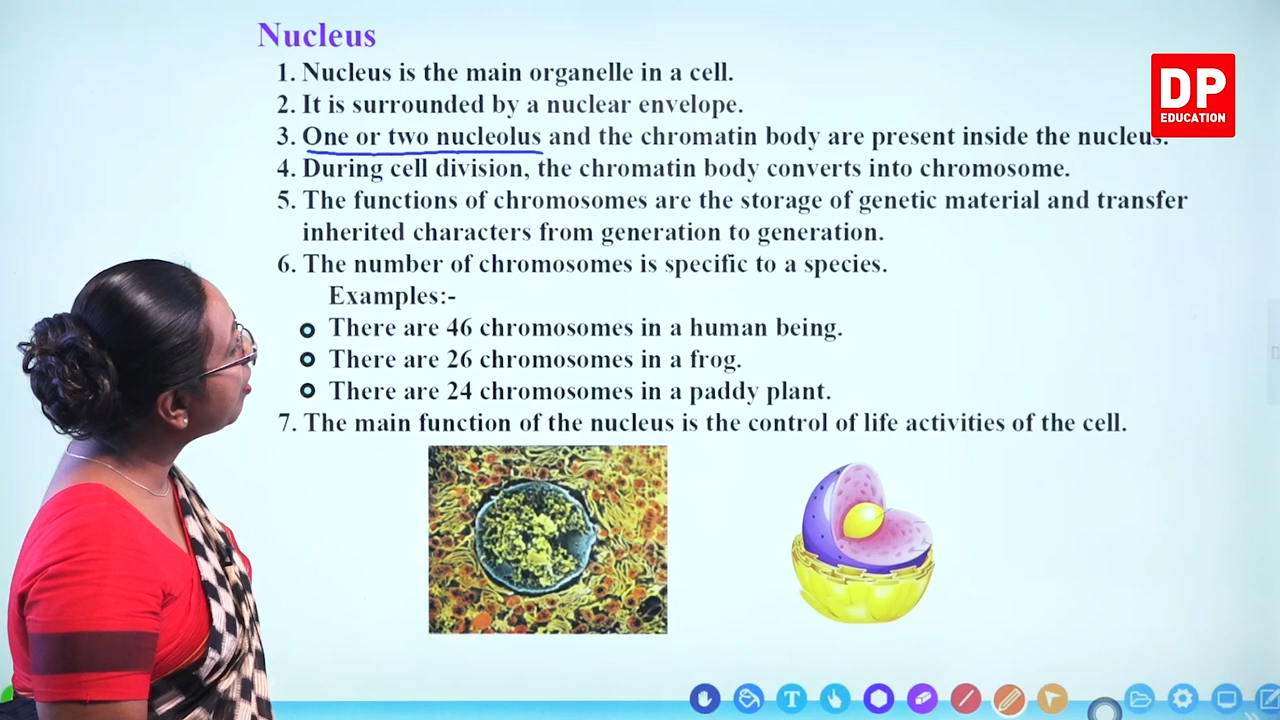 Nucleus
1. Nucleus is the main organelle in a cell.
2. It is surrounded by a nuclear envelope.
3. One or two nucleolus and the chromatin body are present inside the nucleus.
4. During cell division, the chromatin body converts into chromosome.
5. The functions of chromosomes are the storage of genetic material and transfer
inherited characters from generation to generation.
6. The number of chromosomes is specific to a species.
Examples:-
There are 46 chromosomes in a human being.
There are 26 chromosomes in a frog.
There are 24 chromosomes in a paddy plant.
7. The main function of the nucleus is the control of life activities of the cell.
DP
EDUCATION
T